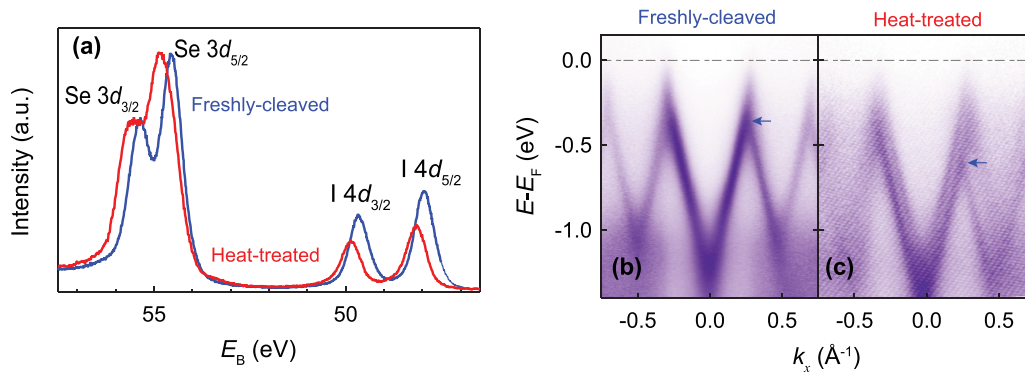 (a)
Se 3d5/2
Se 3d3/2
Freshly-cleaved
I 4d5/2
I 4d3/2
Heat-treated
Intensity (a.u.)
55
50
EB (eV)
Freshly-cleaved
Heat-treated
0.0
-0.5
-1.0
E-EF (eV)
(b)
(c)
-0.5
0.0
0.5
-0.5
0.0
0.5
kx (Å-1)